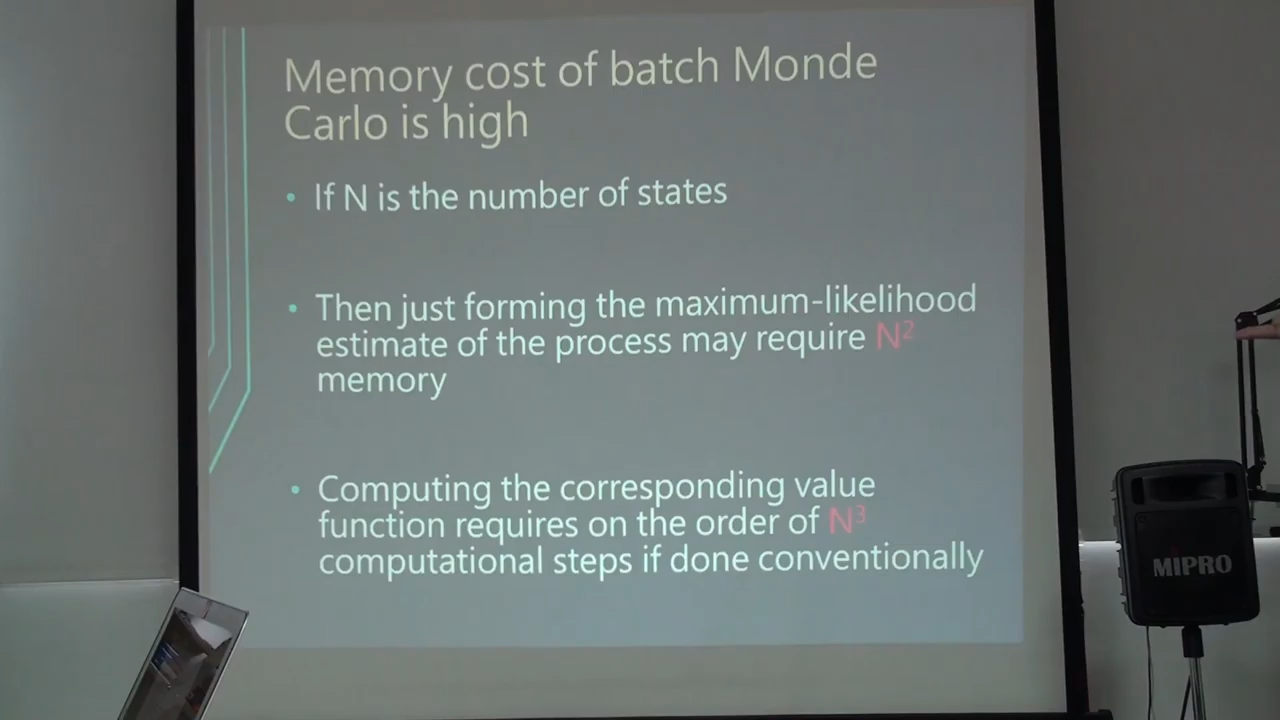 Memory cost of batch Monde
Carlo is high
• If N is the number of states
• Then just forming the maximum-likelihood
estimate of the process may require N²
memory
• Computing the corresponding value
function requires on the order of N³
computational steps if done conventionally
MIPRO